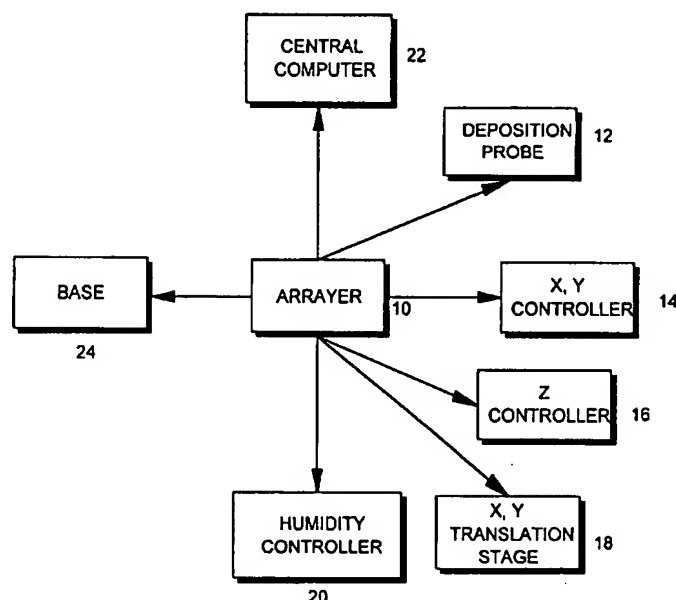 CENTRAL
COMPUTER
22
DEPOSITION
PROBE
12
BASE
24
ARRAYER
10
X, Y
CONTROLLER
14
Z
CONTROLLER
16
HUMIDITY
CONTROLLER
20
X, Y
TRANSLATION
STAGE
18